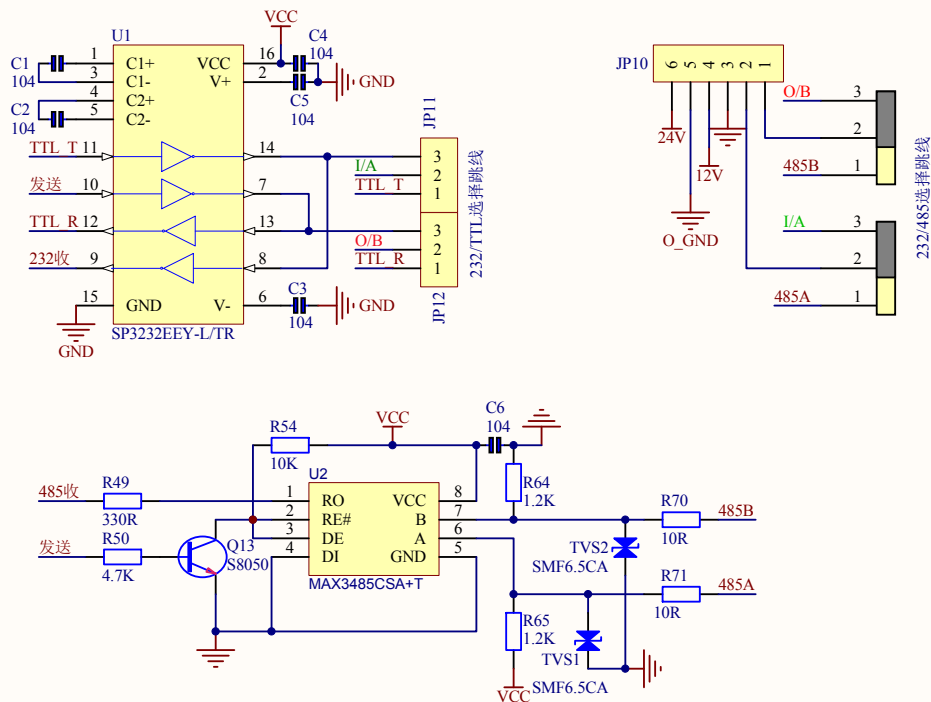 VCC
U1
C4
104
C1
104
1
C1+
VCC
16
3
C1-
V+
2
GND
C2
104
4
C2+
5
C2-
C5
104
JP11
TTL_T
11
14
3
I/A
2
TTL_T
1
发送
10
7
TTL_R
12
13
3
O/B
2
232收
9
8
TTL_R
1
JP12
232/TTL选择跳线
C3
104
15
GND
V-
6
GND
GND
SP3232EEY-L/TR
JP10
6
5
4
3
2
1
24V
12V
O_GND
O/B
3
2
485B
1
I/A
3
2
485A
1
232/485选择跳线
R54
10K
VCC
C6
104
U2
R64
1.2K
485收
R49
330R
1
RO
VCC
8
2
RE#
B
7
3
DE
A
6
4
DI
GND
5
MAX3485CSA+T
发送
R50
4.7K
Q13
S8050
R70
10R
485B
TVS2
SMF6.5CA
R71
10R
485A
R65
1.2K
TVS1
SMF6.5CA
VCC